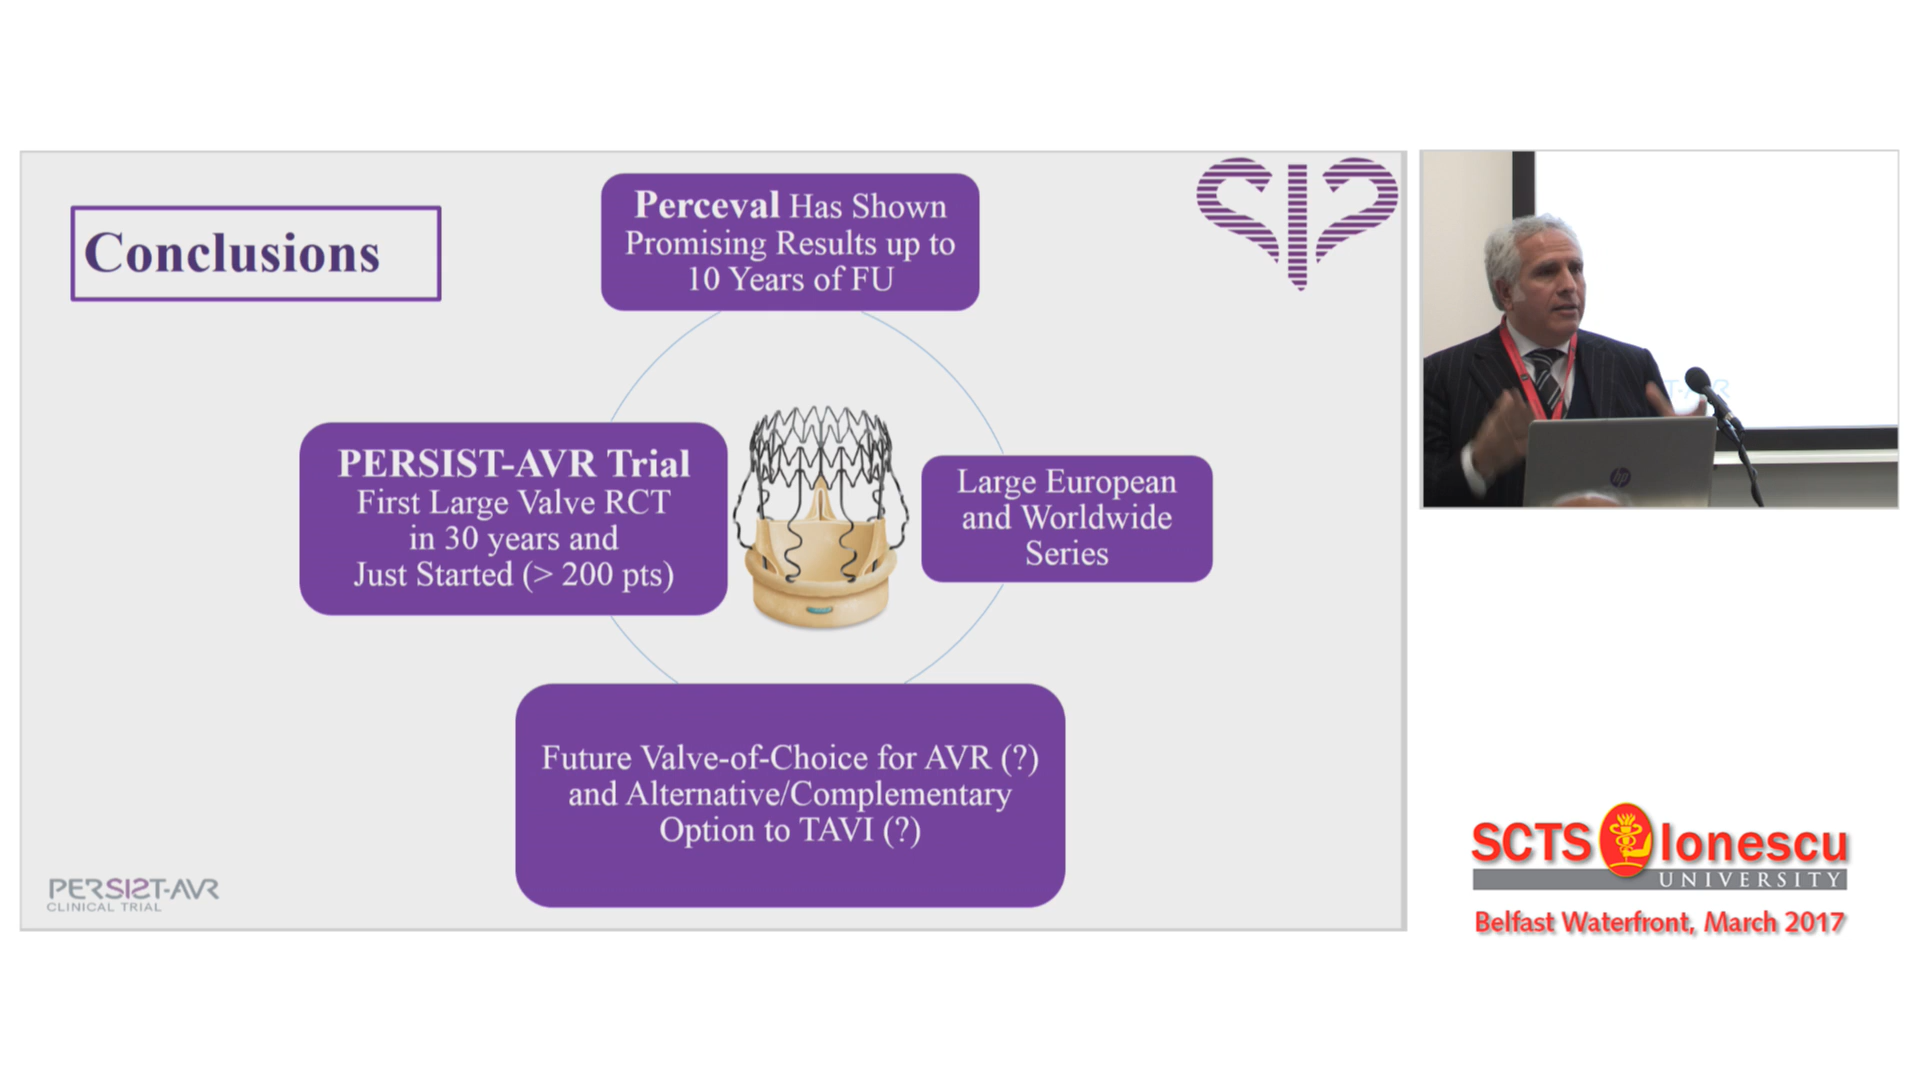 Conclusions
Perceval Has Shown
Promising Results up to
10 Years of FU
PERSIST-AVR Trial
First Large Valve RCT
in 30 years and
Just Started (> 200 pts)
Large European
and Worldwide
Series
Future Valve-of-Choice for AVR (?)
and Alternative/Complementary
Option to TAVI (?)
PERSIST-AVR
CLINICAL TRIAL
T-AVR
hp
SCTS Ionescu
UNIVERSITY
Belfast Waterfront, March 2017